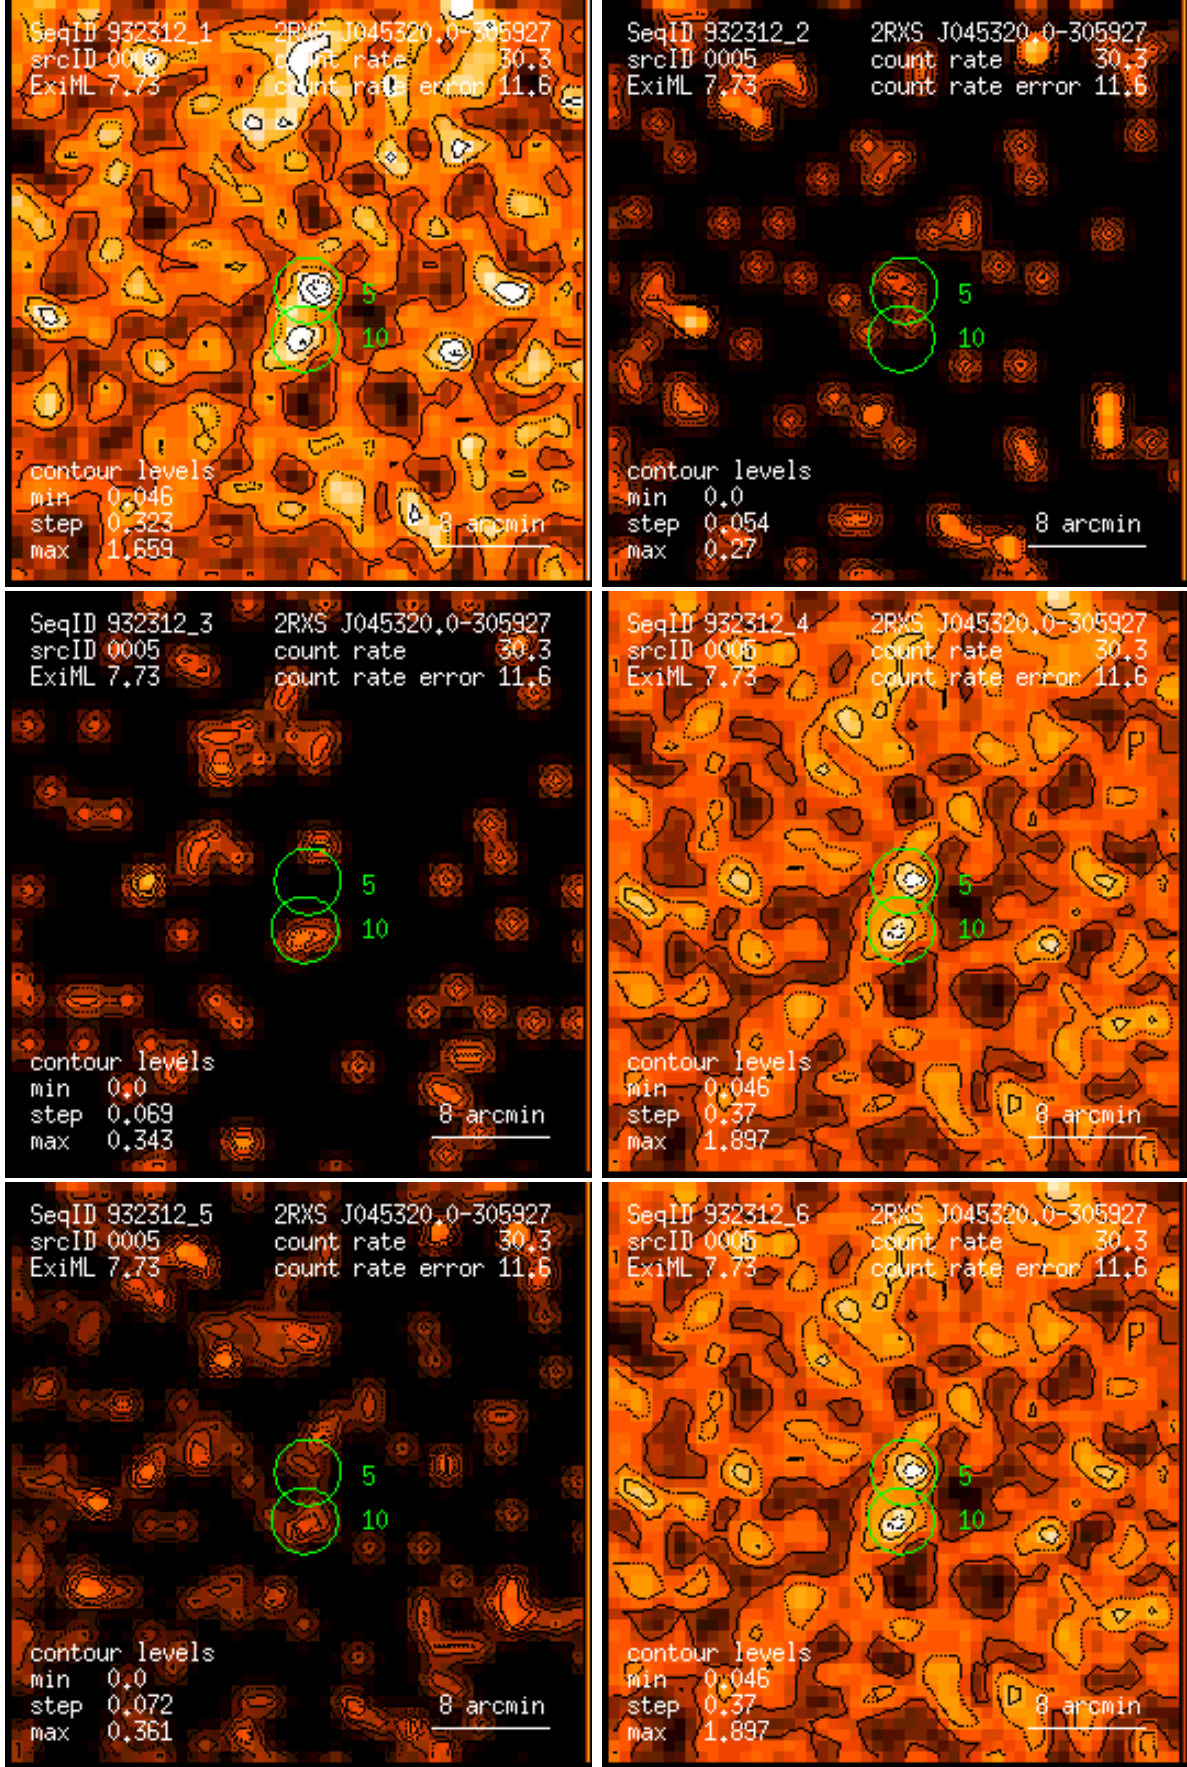 SeqID 932312_1 2RXS J045320.0-305927
srcID 0005 count rate 30.3
ExiML 7.73 count rate error 11.6
5
10
contour levels
min 0.046
step 0.323
max 1.659
8 arcmin
SeqID 932312_2 2RXS J045320.0-305927
srcID 0005 count rate 30.3
ExiML 7.73 count rate error 11.6
5
10
contour levels
min 0.0
step 0.054
max 0.27
8 arcmin
SeqID 932312_3 2RXS J045320.0-305927
srcID 0005 count rate 30.3
ExiML 7.73 count rate error 11.6
5
10
contour levels
min 0.0
step 0.069
max 0.343
8 arcmin
SeqID 932312_4 2RXS J045320.0-305927
srcID 0005 count rate 30.3
ExiML 7.73 count rate error 11.6
5
10
contour levels
min 0.046
step 0.37
max 1.897
8 arcmin
SeqID 932312_5 2RXS J045320.0-305927
srcID 0005 count rate 30.3
ExiML 7.73 count rate error 11.6
5
10
contour levels
min 0.0
step 0.072
max 0.361
8 arcmin
SeqID 932312_6 2RXS J045320.0-305927
srcID 0005 count rate 30.3
ExiML 7.73 count rate error 11.6
5
10
contour levels
min 0.046
step 0.37
max 1.897
8 arcmin